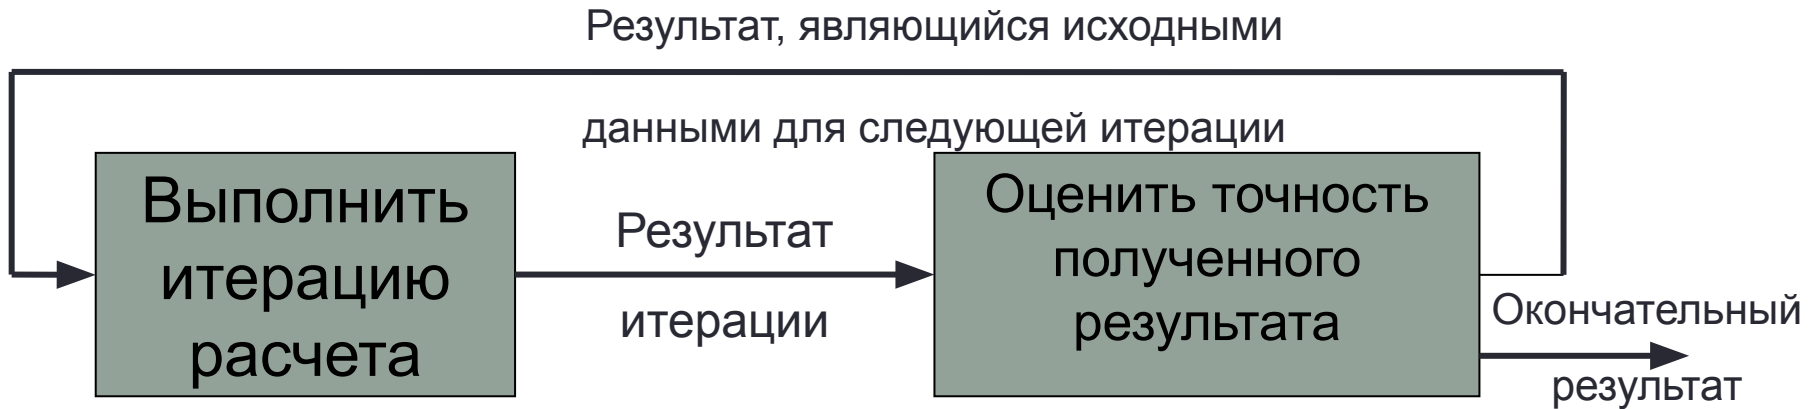 Результат, являющийся исходными
данными для следующей итерации
Выполнить
итерацию
расчета
Результат
итерации
Оценить точность
полученного
результата
Окончательный
результат